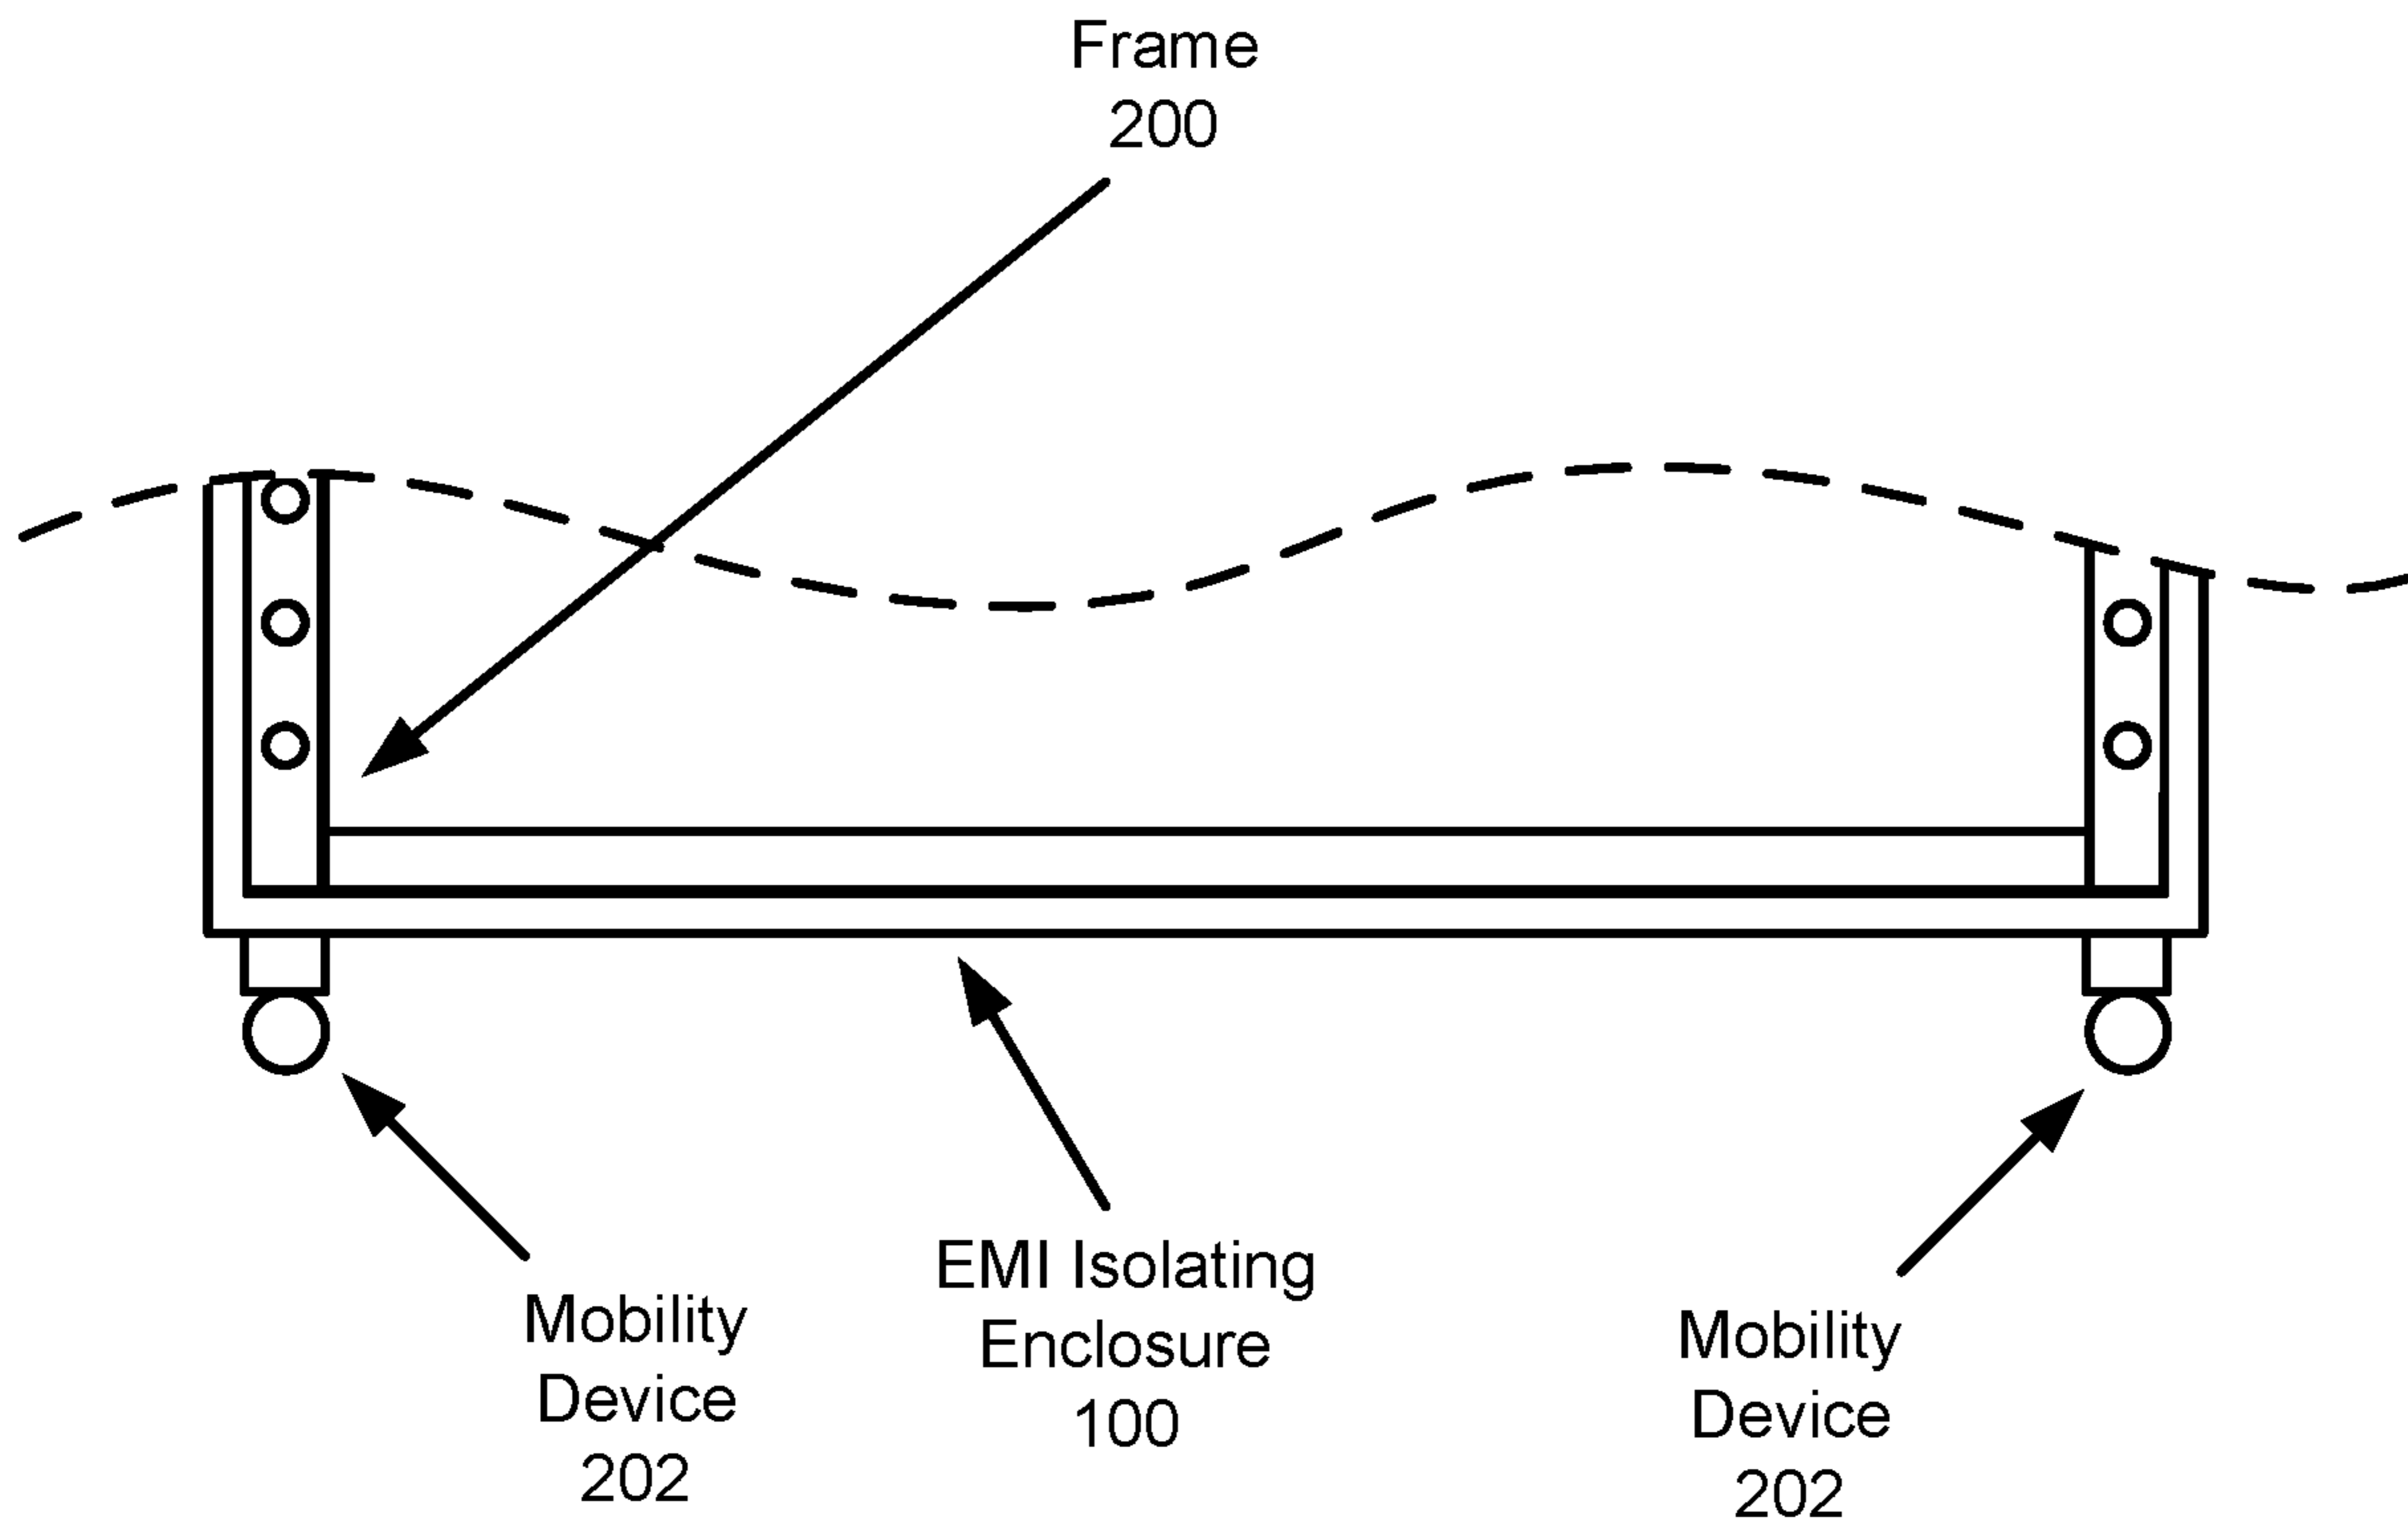 Frame
200
EMI Isolating
Enclosure
100
Mobility
Device
202
Mobility
Device
202